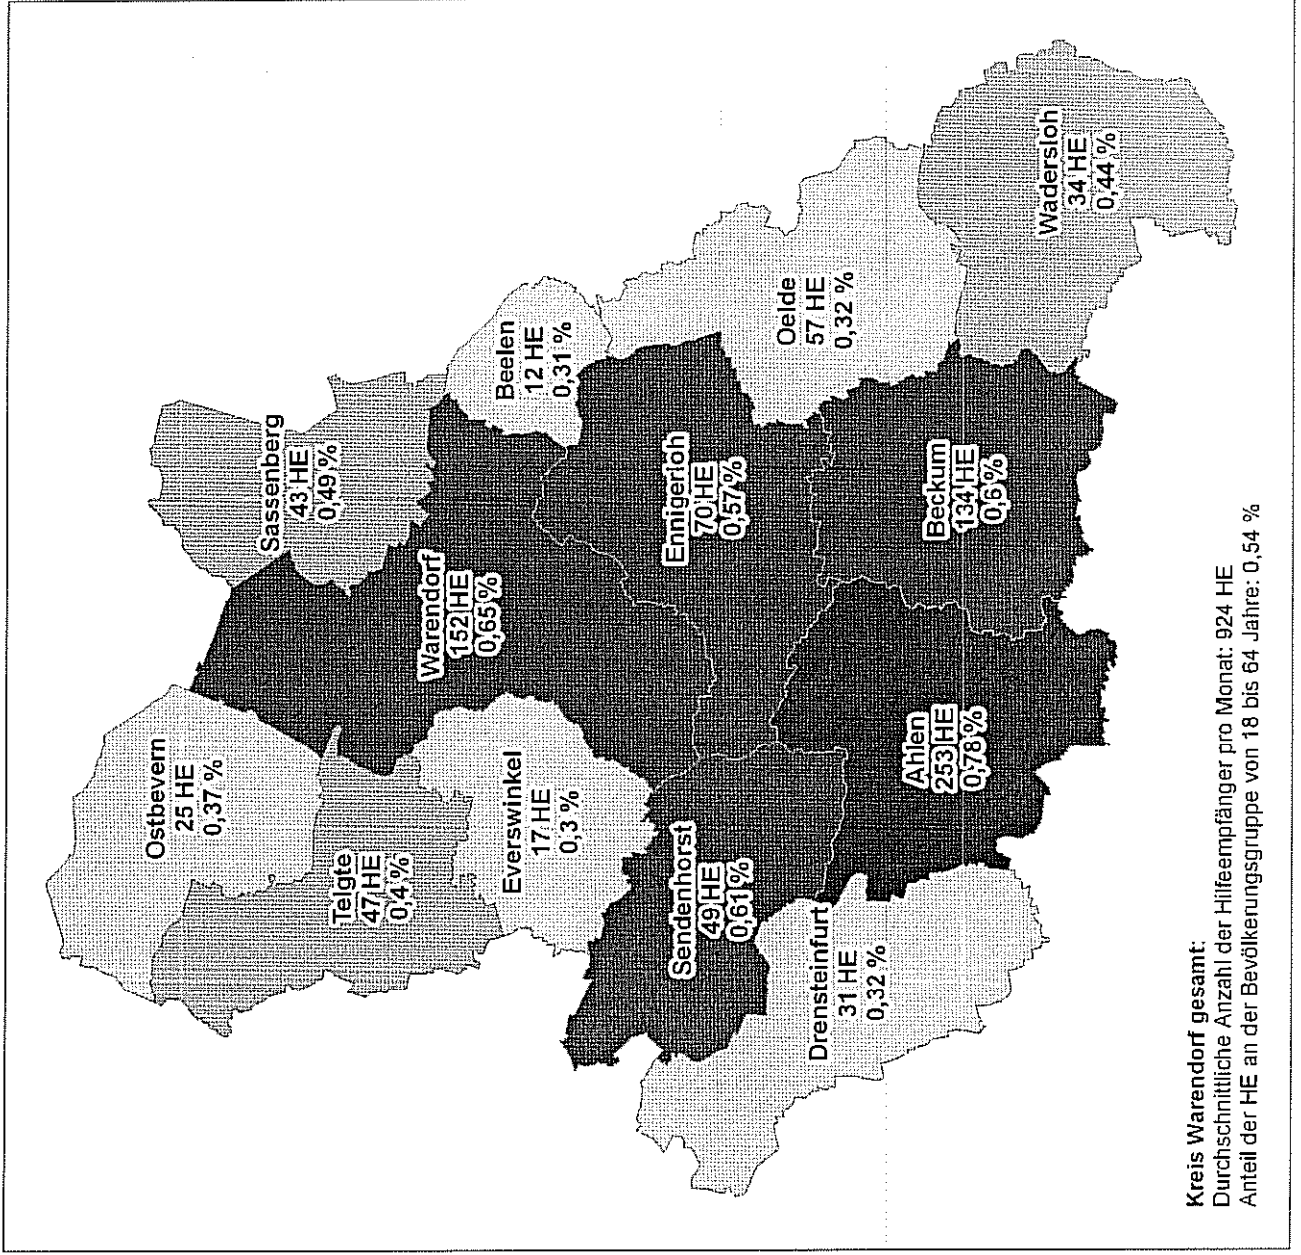 Ostbevern
25 HE
0,37 %
Telgte
47 HE
0,4 %
Everswinkel
17 HE
0,3 %
Sassenberg
43 HE
0,49 %
Warendorf
152 HE
0,65 %
Beelen
12 HE
0,31 %
Sendenhorst
49 HE
0,61 %
Ennigerloh
70 HE
0,57 %
Oelde
57 HE
0,32 %
Drensteinfurt
31 HE
0,32 %
Ahlen
253 HE
0,78 %
Beckum
134 HE
0,6 %
Wadersloh
34 HE
0,44 %
Kreis Warendorf gesamt:
Durchschnittliche Anzahl der Hilfeempfänger pro Monat: 924 HE
Anteil der HE an der Bevölkerungsgruppe von 18 bis 64 Jahre: 0,54 %